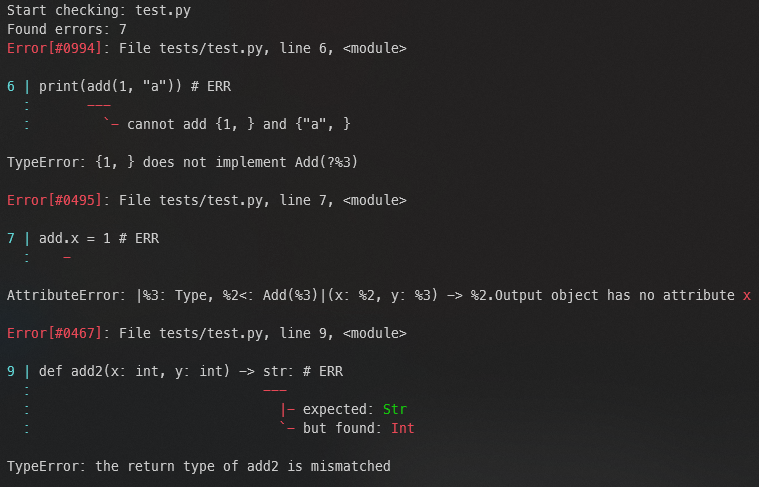 Start checking: test.py
Found errors: 7
Error[#0994]: File tests/test.py, line 6, <module>
6 | print(add(1, "a")) # ERR
: ---
: `- cannot add {1, } and {"a", }
TypeError: {1, } does not implement Add(?%3)
Error[#0495]: File tests/test.py, line 7, <module>
7 | add.x = 1 # ERR
: -
AttributeError: |%3: Type, %2<: Add(%3)|(x: %2, y: %3) -> %2.Output object has no attribute x
Error[#0467]: File tests/test.py, line 9, <module>
9 | def add2(x: int, y: int) -> str: # ERR
: ---
: |- expected: Str
: `- but found: Int
TypeError: the return type of add2 is mismatched